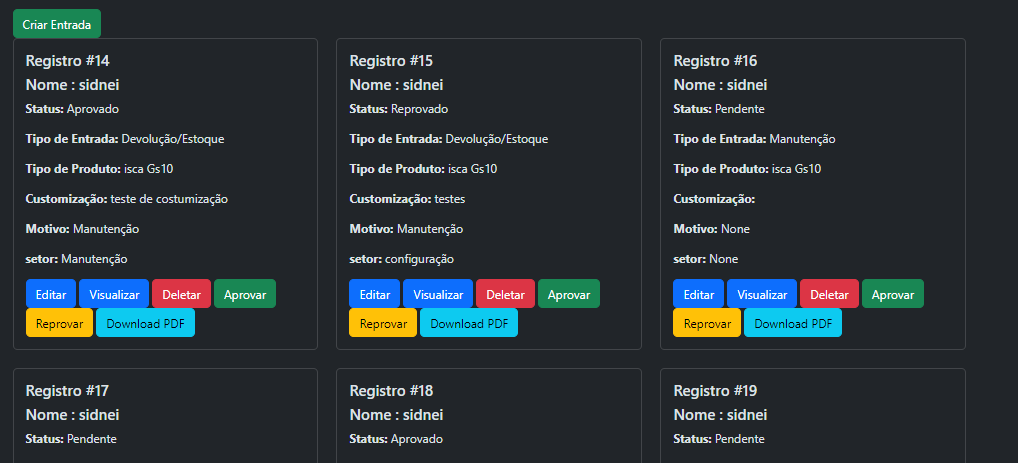 Criar Entrada
Registro #14
Nome : sidnei
Status: Aprovado
Tipo de Entrada: Devolução/Estoque
Tipo de Produto: isca Gs10
Customização: teste de costumização
Motivo: Manutenção
setor: Manutenção
Editar Visualizar Deletar Aprovar
Reprovar Download PDF
Registro #15
Nome : sidnei
Status: Reprovado
Tipo de Entrada: Devolução/Estoque
Tipo de Produto: isca Gs10
Customização: testes
Motivo: Manutenção
setor: configuração
Editar Visualizar Deletar Aprovar
Reprovar Download PDF
Registro #16
Nome : sidnei
Status: Pendente
Tipo de Entrada: Manutenção
Tipo de Produto: isca Gs10
Customização:
Motivo: None
setor: None
Editar Visualizar Deletar Aprovar
Reprovar Download PDF
Registro #17
Nome : sidnei
Status: Pendente
Registro #18
Nome : sidnei
Status: Aprovado
Registro #19
Nome : sidnei
Status: Pendente